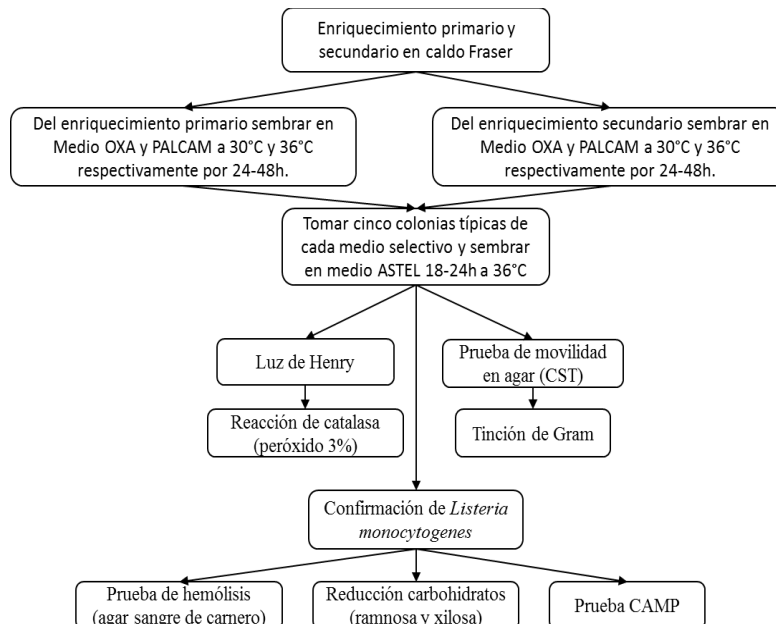 Enriquecimiento primario y
secundario en caldo Fraser
Del enriquecimiento primario sembrar en
Medio OXA y PALCAM a 30°C y 36°C
respectivamente por 24-48h.
Del enriquecimiento secundario sembrar en
Medio OXA y PALCAM a 30°C y 36°C
respectivamente por 24-48h.
Tomar cinco colonias típicas de
cada medio selectivo y sembrar
en medio ASTEL 18-24h a 36°C
Luz de Henry
Prueba de movilidad
en agar (CST)
Reacción de catalasa
(peróxido 3%)
Tinción de Gram
Confirmación de Listeria
monocytogenes
Prueba de hemólisis
(agar sangre de carnero)
Reducción carbohidratos
(ramnosa y xilosa)
Prueba CAMP